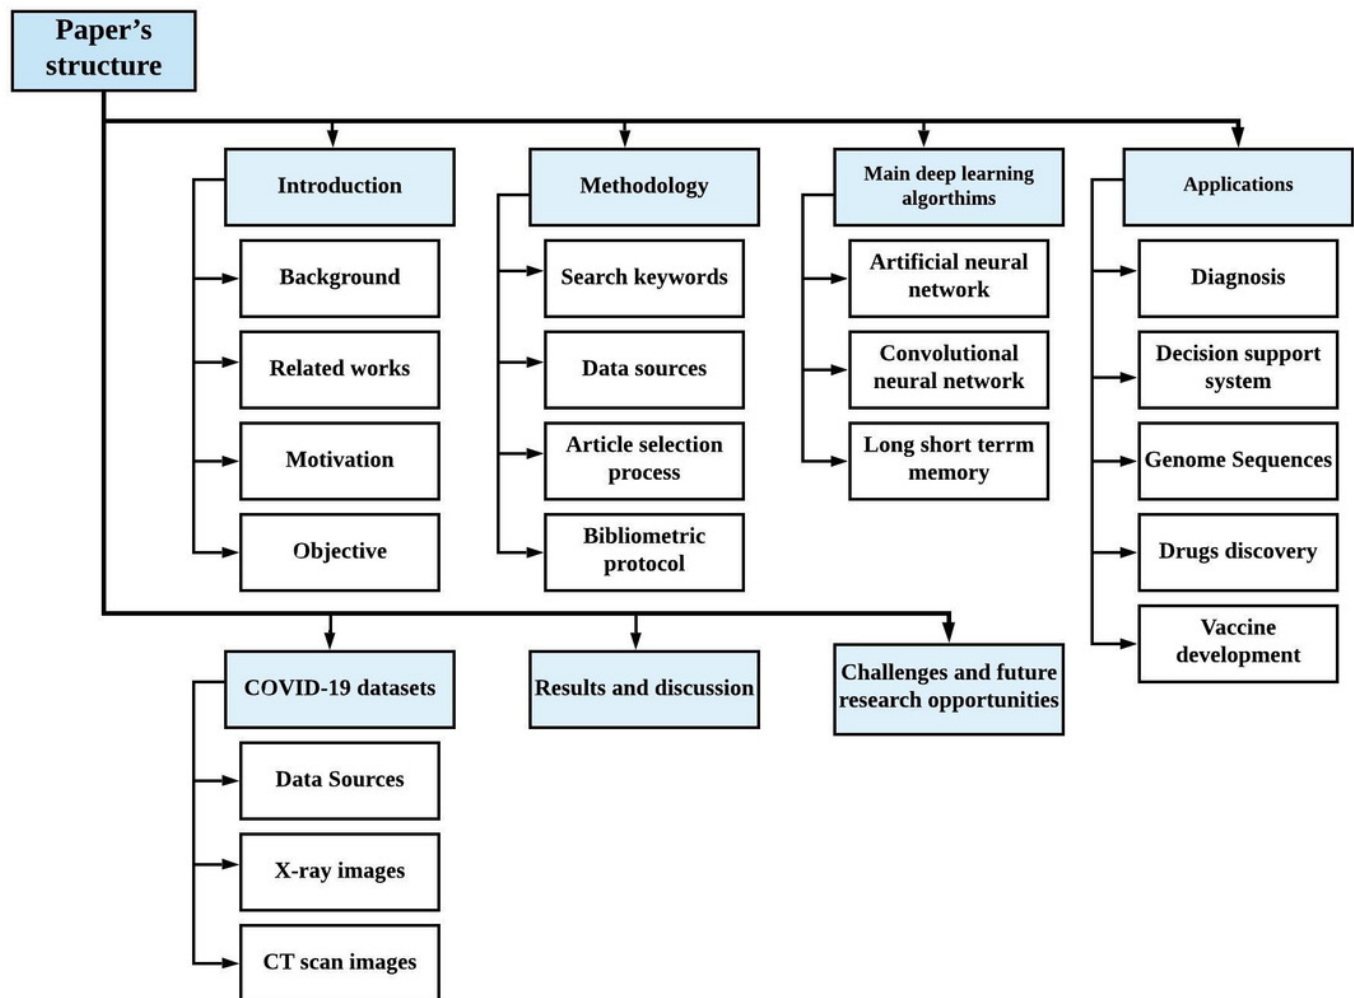 Paper's
structure
Introduction
Background
Related works
Motivation
Objective
Methodology
Search keywords
Data sources
Article selection
process
Bibliometric
protocol
Main deep learning
algorthims
Artificial neural
network
Convolutional
neural network
Long short terrm
memory
Applications
Diagnosis
Decision support
system
Genome Sequences
Drugs discovery
Vaccine
development
COVID-19 datasets
Data Sources
X-ray images
CT scan images
Results and discussion
Challenges and future
research opportunities